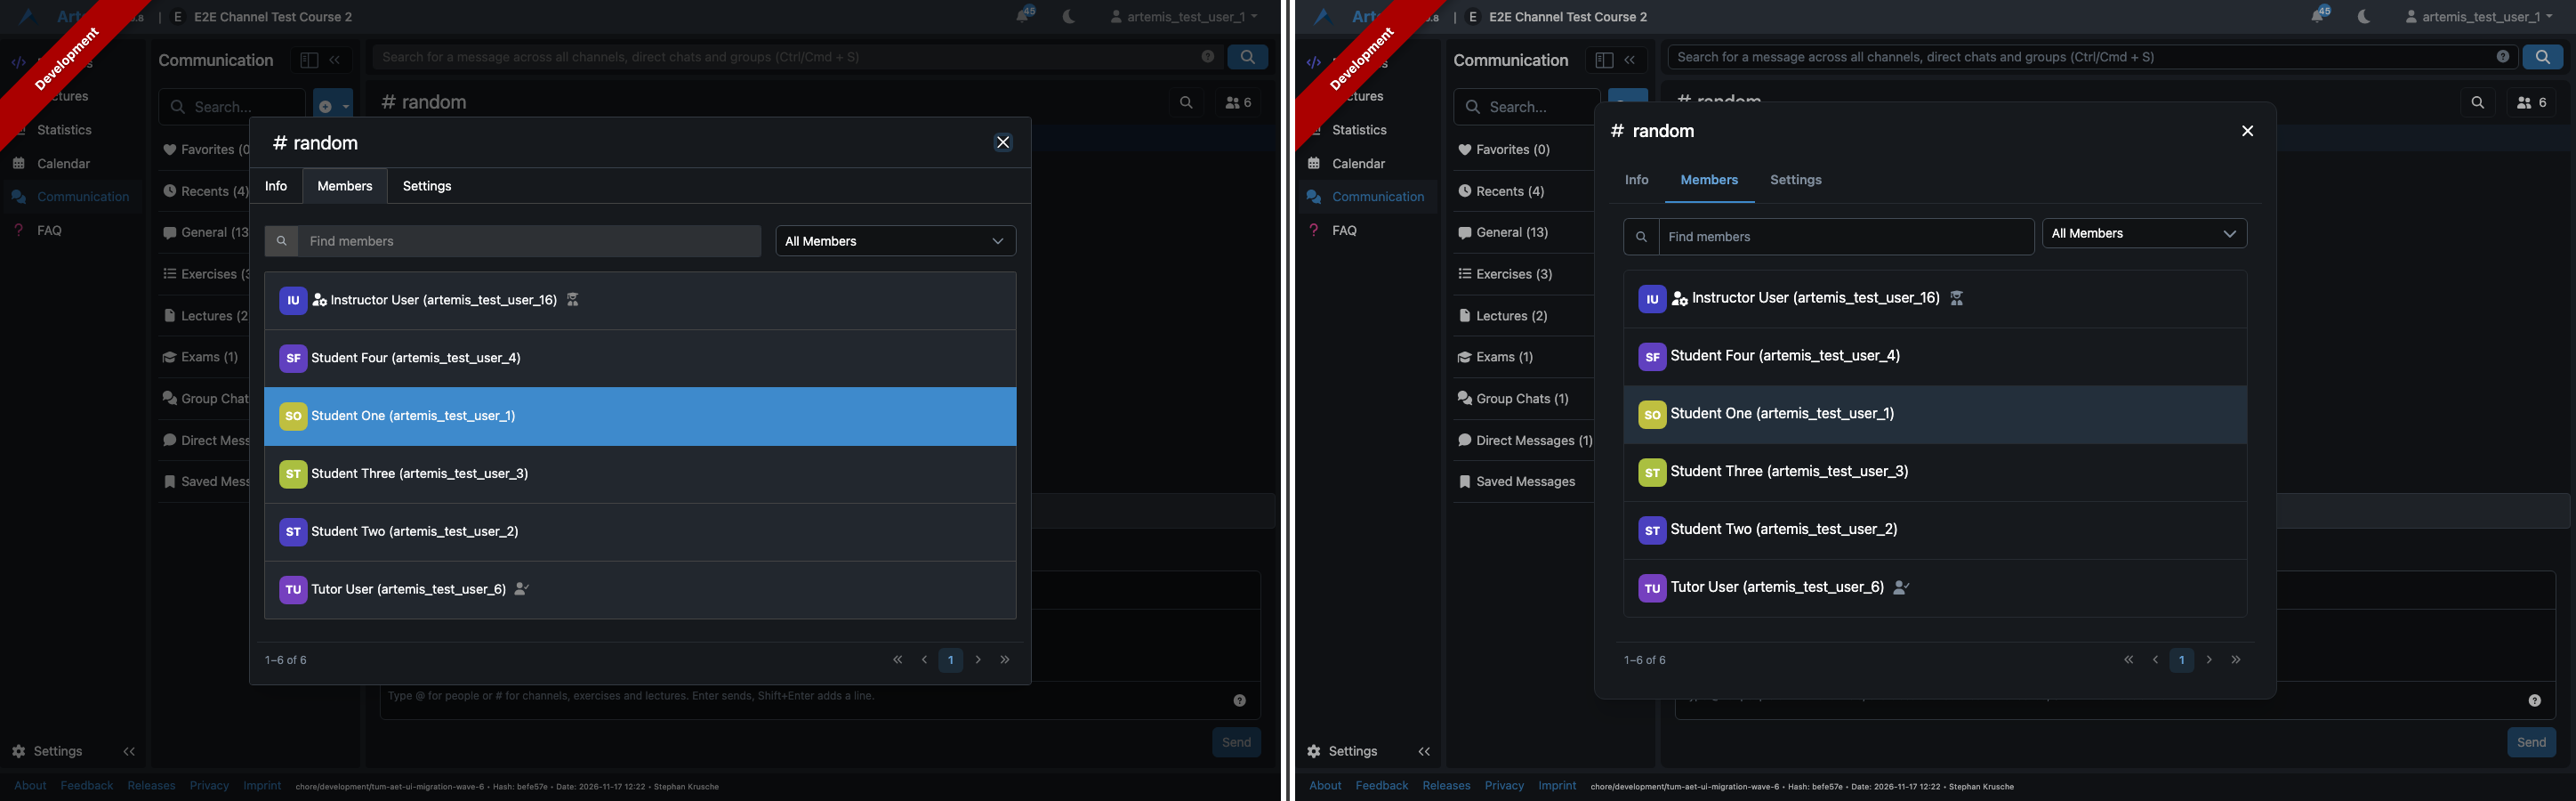 Development
E E2E Channel Test Course 2
45
artemis_test_user_1
Statistics
Calendar
Communication
FAQ
Settings
Communication
Search...
Favorites (0
Recents (4)
General (13
Exercises (3
Lectures (2
Exams (1)
Group Chat
Direct Mess
Saved Mess
Search for a message across all channels, direct chats and groups (Ctrl/Cmd + S)
# random
6
# random
Info
Members
Settings
Find members
All Members
IU Instructor User (artemis_test_user_16)
SF Student Four (artemis_test_user_4)
SO Student One (artemis_test_user_1)
ST Student Three (artemis_test_user_3)
ST Student Two (artemis_test_user_2)
TU Tutor User (artemis_test_user_6)
1–6 of 6
1
Type @ for people or # for channels, exercises and lectures. Enter sends, Shift+Enter adds a line.
Send
About Feedback Releases Privacy Imprint chore/development/tum-aet-ui-migration-wave-6 • Hash: befe57e • Date: 2026-11-17 12:22 • Stephan Krusche
Development
E E2E Channel Test Course 2
45
artemis_test_user_1
Statistics
Calendar
Communication
FAQ
Settings
Communication
Search...
Favorites (0)
Recents (4)
General (13)
Exercises (3)
Lectures (2)
Exams (1)
Group Chats (1)
Direct Messages (1)
Saved Messages
Search for a message across all channels, direct chats and groups (Ctrl/Cmd + S)
# random
6
# random
Info
Members
Settings
Find members
All Members
IU Instructor User (artemis_test_user_16)
SF Student Four (artemis_test_user_4)
SO Student One (artemis_test_user_1)
ST Student Three (artemis_test_user_3)
ST Student Two (artemis_test_user_2)
TU Tutor User (artemis_test_user_6)
1–6 of 6
1
Send
About Feedback Releases Privacy Imprint chore/development/tum-aet-ui-migration-wave-6 • Hash: befe57e • Date: 2026-11-17 12:22 • Stephan Krusche